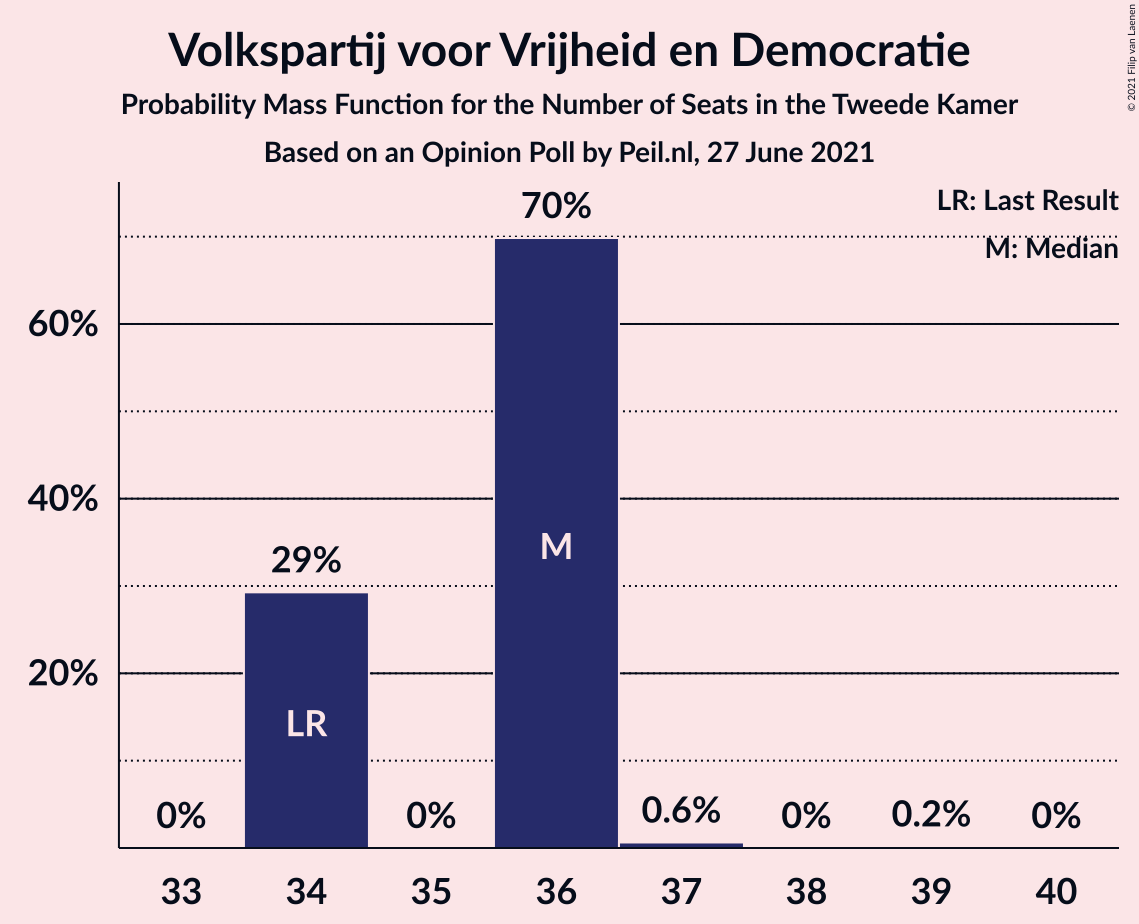 Volkspartij voor Vrijheid en Democratie
Probability Mass Function for the Number of Seats in the Tweede Kamer
Based on an Opinion Poll by Peil.nl, 27 June 2021
© 2021 Filip van Laenen
LR: Last Result
M: Median
70%
60%
40%
M
29%
20%
LR
0%
0%
0.6%
0%
0.2%
0%
33
34
35
36
37
38
39
40